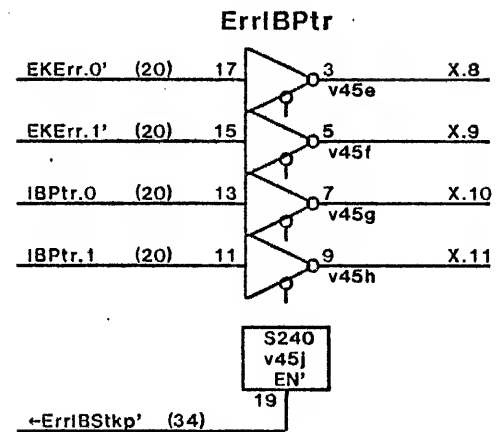 ErrIBPtr
EKErr.0' (20) 17 3 X.8
v45e
EKErr.1' (20) 15 5 X.9
v45f
IBPtr.0 (20) 13 7 X.10
v45g
IBPtr.1 (20) 11 9 X.11
v45h
S240
v45j
EN'
19
←ErrIBStkp' (34)